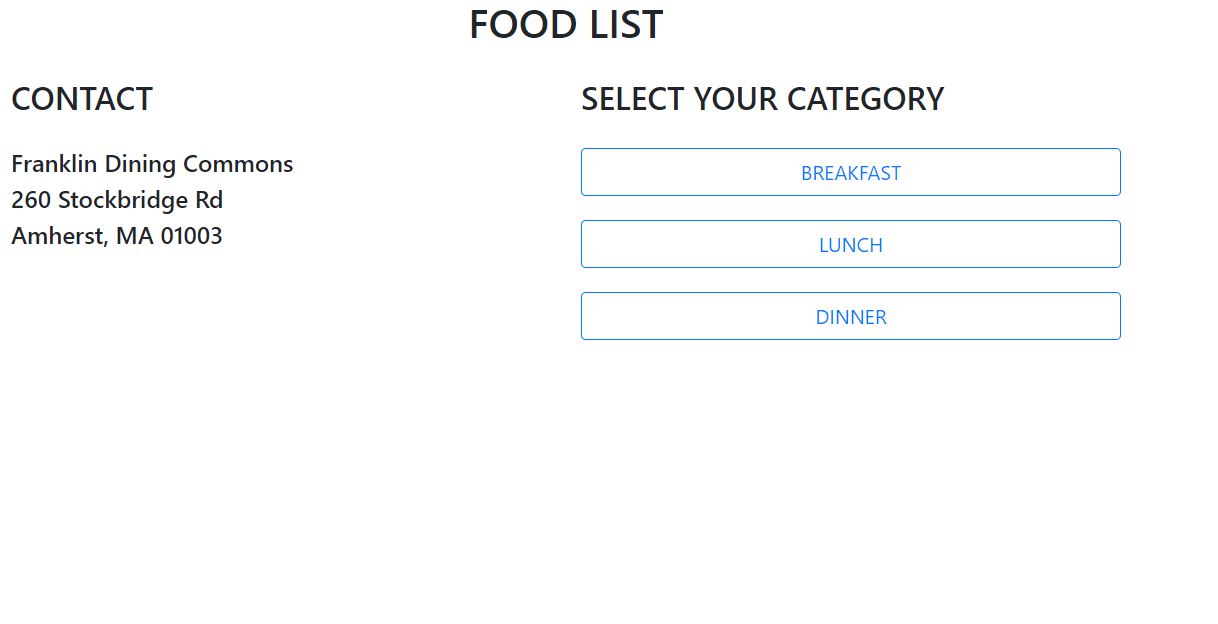 FOOD LIST
CONTACT
Franklin Dining Commons
260 Stockbridge Rd
Amherst, MA 01003
SELECT YOUR CATEGORY
BREAKFAST
LUNCH
DINNER